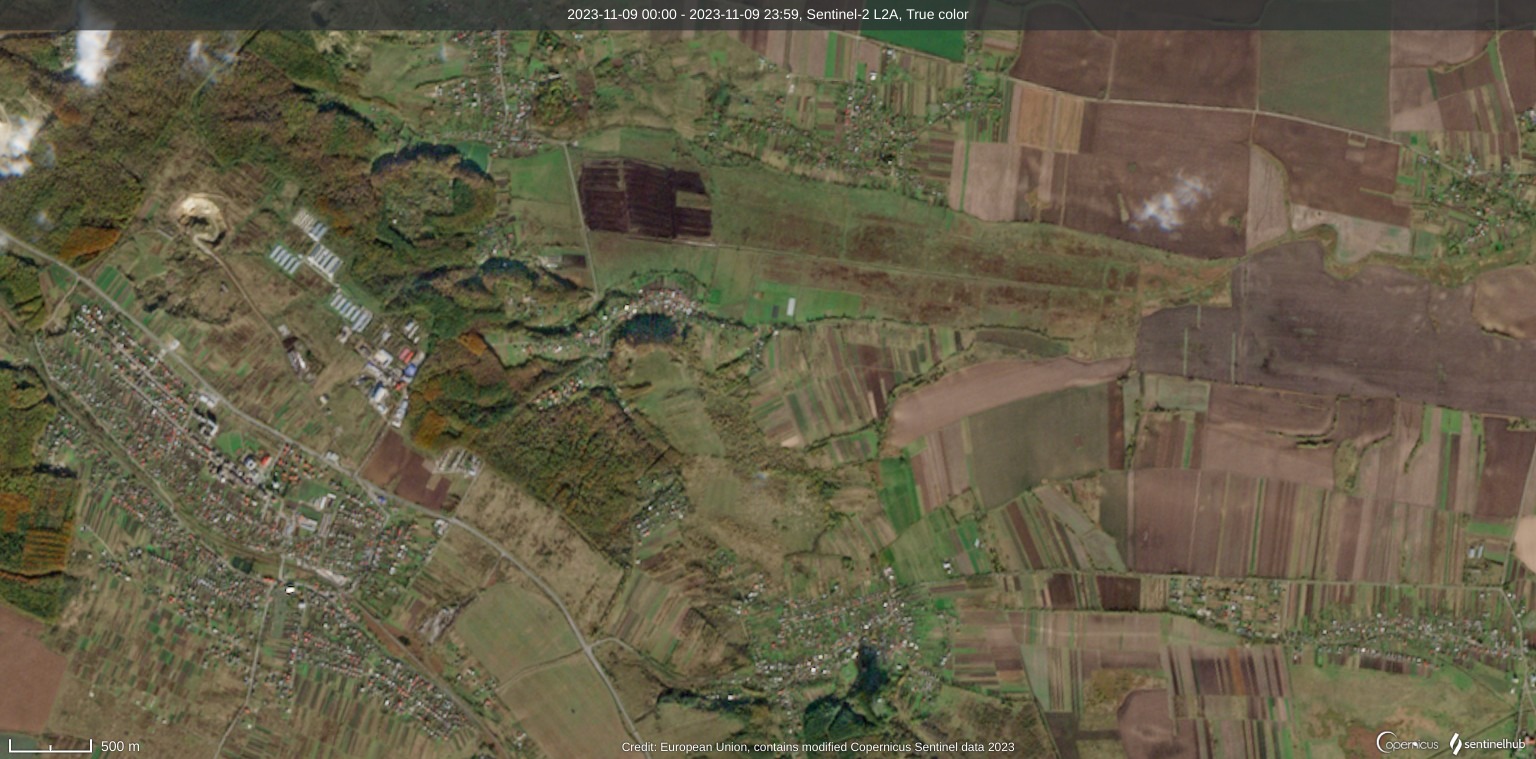 2023-11-09 00:00 - 2023-11-09 23:59, Sentinel-2 L2A, True color
500 m
Credit: European Union, contains modified Copernicus Sentinel data 2023
Copernicus
sentinelhub